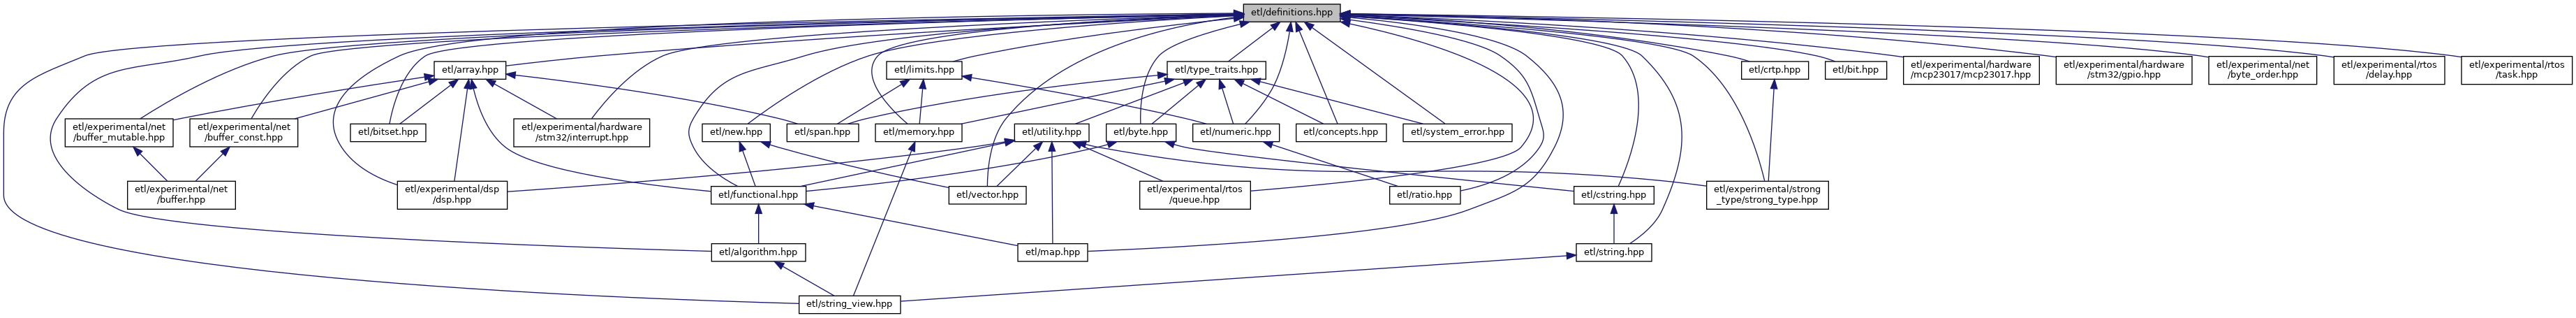 etl/definitions.hpp
etl/array.hpp
etl/limits.hpp
etl/type_traits.hpp
etl/crtp.hpp
etl/bit.hpp
etl/experimental/hardware
/mcp23017/mcp23017.hpp
etl/experimental/hardware
/stm32/gpio.hpp
etl/experimental/net
/byte_order.hpp
etl/experimental/rtos
/delay.hpp
etl/experimental/rtos
/task.hpp
etl/experimental/net
/buffer_mutable.hpp
etl/experimental/net
/buffer_const.hpp
etl/bitset.hpp
etl/experimental/hardware
/stm32/interrupt.hpp
etl/new.hpp
etl/span.hpp
etl/memory.hpp
etl/utility.hpp
etl/byte.hpp
etl/numeric.hpp
etl/concepts.hpp
etl/system_error.hpp
etl/experimental/net
/buffer.hpp
etl/experimental/dsp
/dsp.hpp
etl/functional.hpp
etl/vector.hpp
etl/experimental/rtos
/queue.hpp
etl/ratio.hpp
etl/cstring.hpp
etl/experimental/strong
_type/strong_type.hpp
etl/algorithm.hpp
etl/map.hpp
etl/string.hpp
etl/string_view.hpp